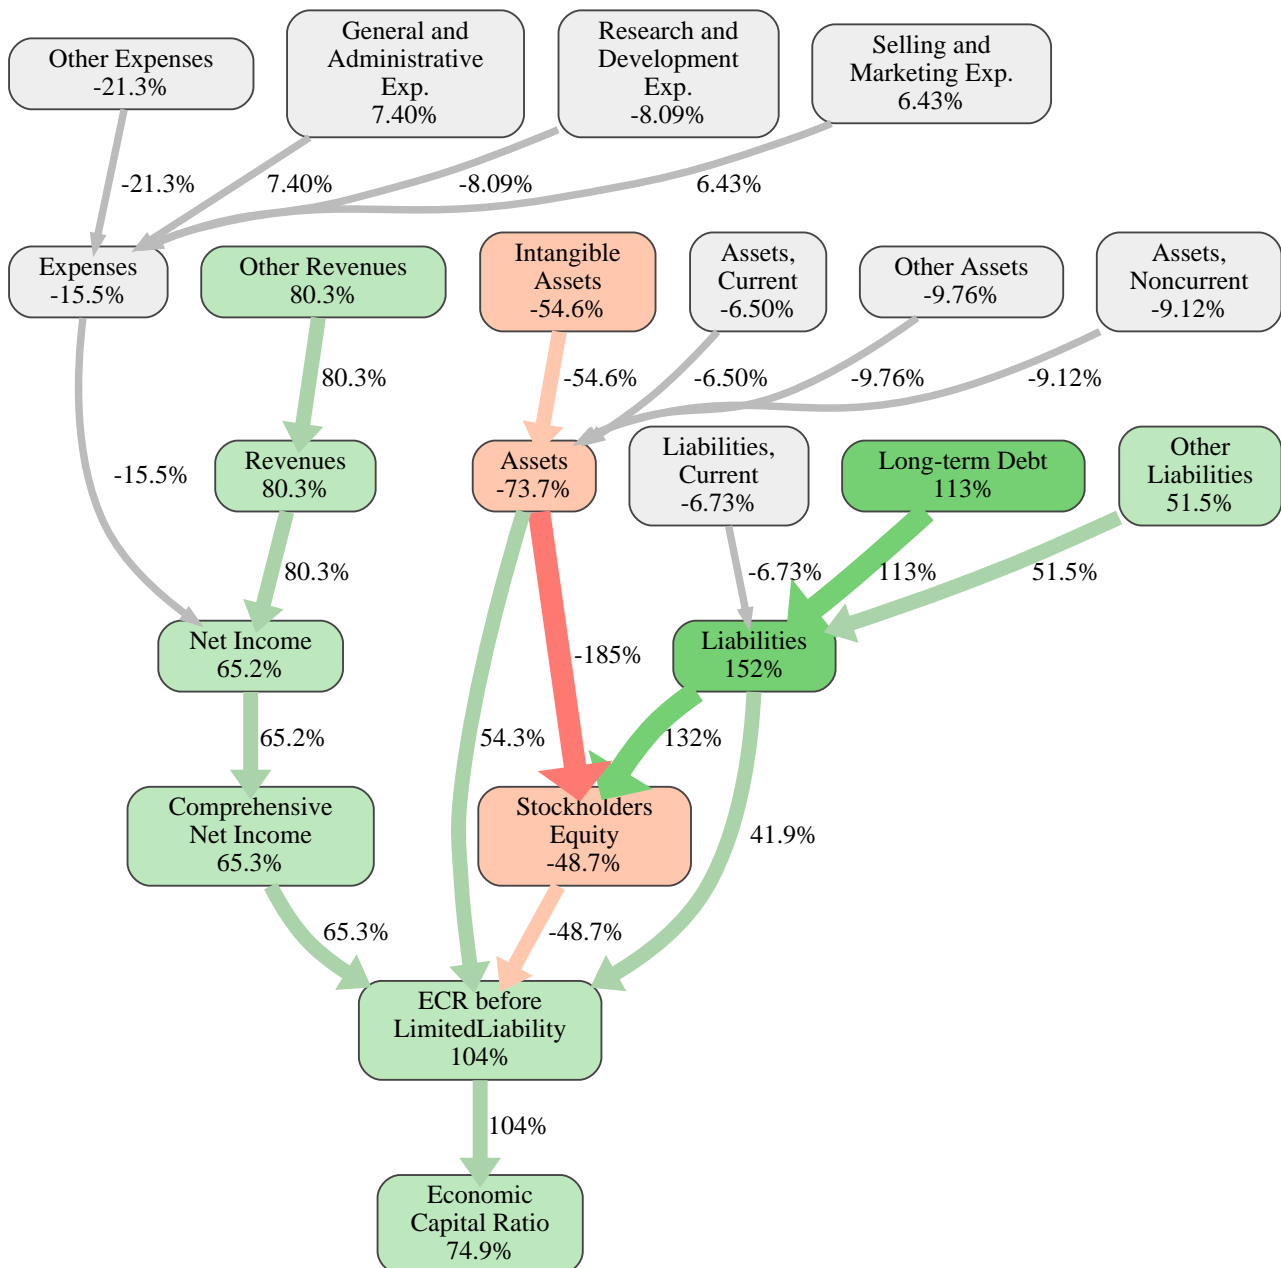 Other Expenses
-21.3%
General and
Administrative
Exp.
7.40%
Research and
Development
Exp.
-8.09%
Selling and
Marketing Exp.
6.43%
-21.3%
7.40%
-8.09%
6.43%
Expenses
-15.5%
Other Revenues
80.3%
Intangible
Assets
-54.6%
Assets,
Current
-6.50%
Other Assets
-9.76%
Assets,
Noncurrent
-9.12%
80.3%
-54.6%
-6.50%
-9.76%
-9.12%
-15.5%
Revenues
80.3%
Assets
-73.7%
Liabilities,
Current
-6.73%
Long-term Debt
113%
Other
Liabilities
51.5%
80.3%
-6.73%
113%
51.5%
Net Income
65.2%
-185%
Liabilities
152%
65.2%
54.3%
132%
41.9%
Comprehensive
Net Income
65.3%
Stockholders
Equity
-48.7%
65.3%
-48.7%
ECR before
LimitedLiability
104%
104%
Economic
Capital Ratio
74.9%